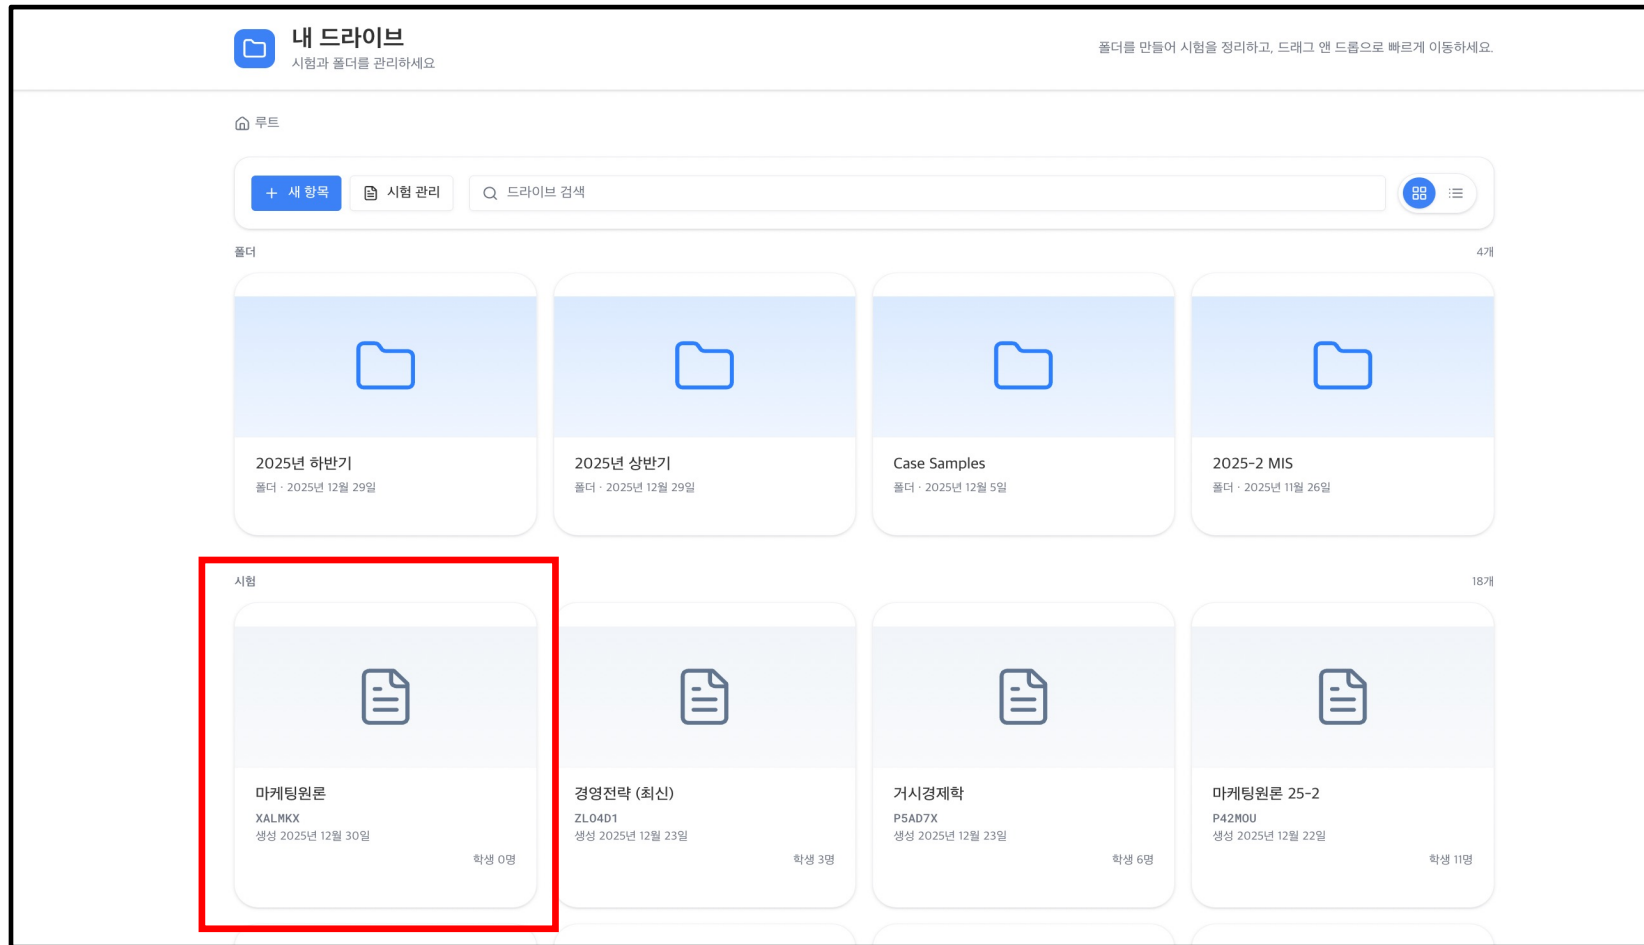 내 드라이브
시험과 폴더를 관리하세요
폴더를 만들어 시험을 정리하고, 드래그 앤 드롭으로 빠르게 이동하세요.
루트
새 항목
시험 관리
드라이브 검색
폴더
4개
2025년 하반기
폴더 · 2025년 12월 29일
2025년 상반기
폴더 · 2025년 12월 29일
Case Samples
폴더 · 2025년 12월 5일
2025-2 MIS
폴더 · 2025년 11월 26일
시험
18개
마케팅원론
XALMKX
생성 2025년 12월 30일
학생 0명
경영전략 (최신)
ZLO4D1
생성 2025년 12월 23일
학생 3명
거시경제학
P5AD7X
생성 2025년 12월 23일
학생 6명
마케팅원론 25-2
P42MOU
생성 2025년 12월 22일
학생 11명